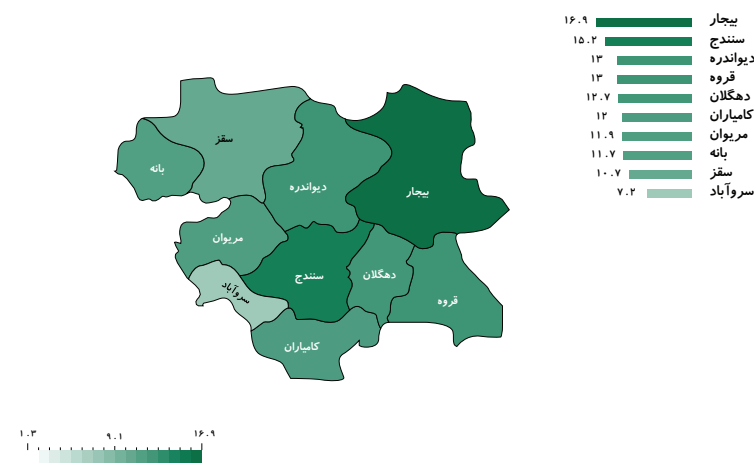 بیجار ۱۶.۹
سنندج ۱۵.۲
دیواندره ۱۳
قروه ۱۳
دهگلان ۱۲.۷
کامیاران ۱۲
مریوان ۱۱.۹
بانه ۱۱.۷
سقز ۱۰.۷
سروآباد ۷.۲
سقز
بانه
دیواندره
بیجار
مریوان
سنندج
دهگلان
سروآباد
قروه
کامیاران
۱.۳ ۹.۱ ۱۶.۹